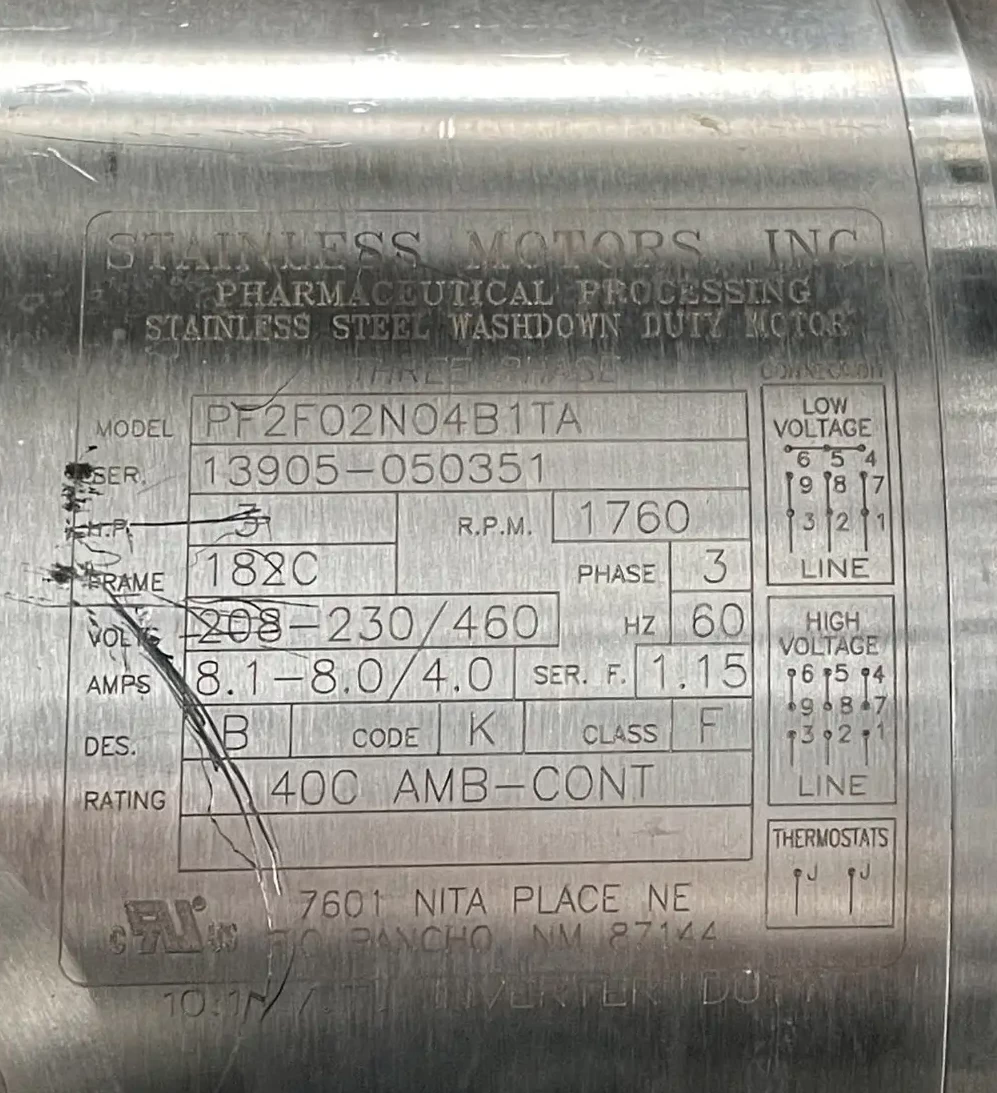 STAINLESS MOTORS, INC
PHARMACEUTICAL PROCESSING
STAINLESS STEEL WASHDOWN DUTY MOTOR
THREE PHASE
CONNECTION
MODEL PF2F02N04B1TA
SER. 13905-050351
H.P. 3 R.P.M. 1760
FRAME 182C PHASE 3
VOLTS 208-230/460 HZ 60
AMPS 8.1-8.0/4.0 SER. F. 1.15
DES. B CODE K CLASS F
RATING 40C AMB-CONT
LOW
VOLTAGE
6 5 4
9 8 7
3 2 1
LINE
HIGH
VOLTAGE
6 5 4
9 8 7
3 2 1
LINE
THERMOSTATS
J J
7601 NITA PLACE NE
RIO RANCHO, NM 87144
c RU us
INVERTER DUTY